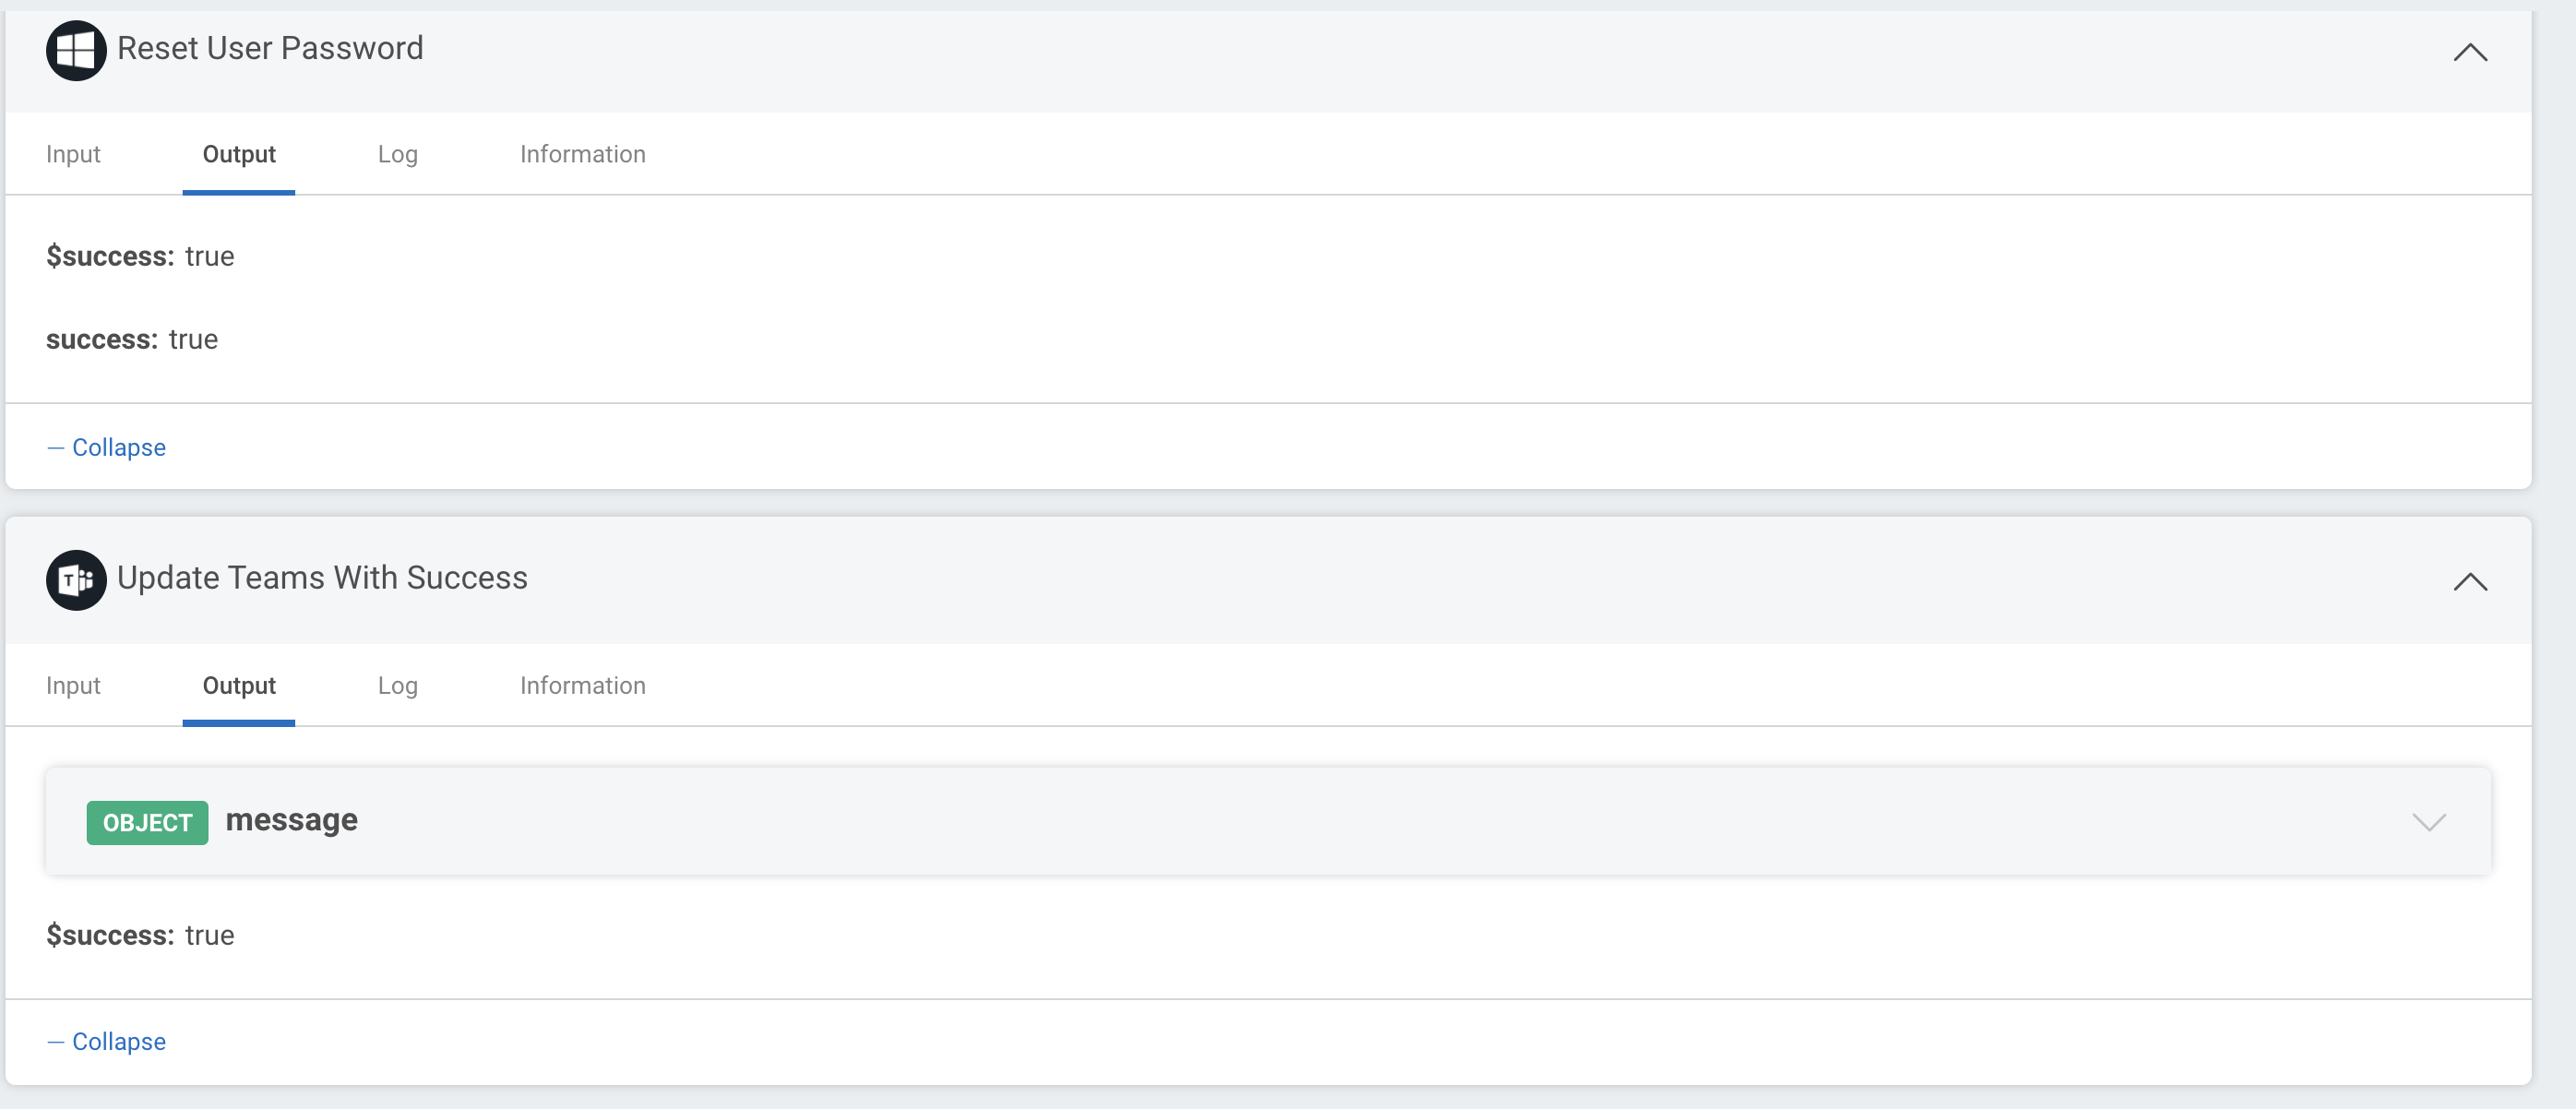 Reset User Password
Input Output Log Information
$success: true
success: true
— Collapse
T
Update Teams With Success
Input Output Log Information
OBJECT message
$success: true
— Collapse